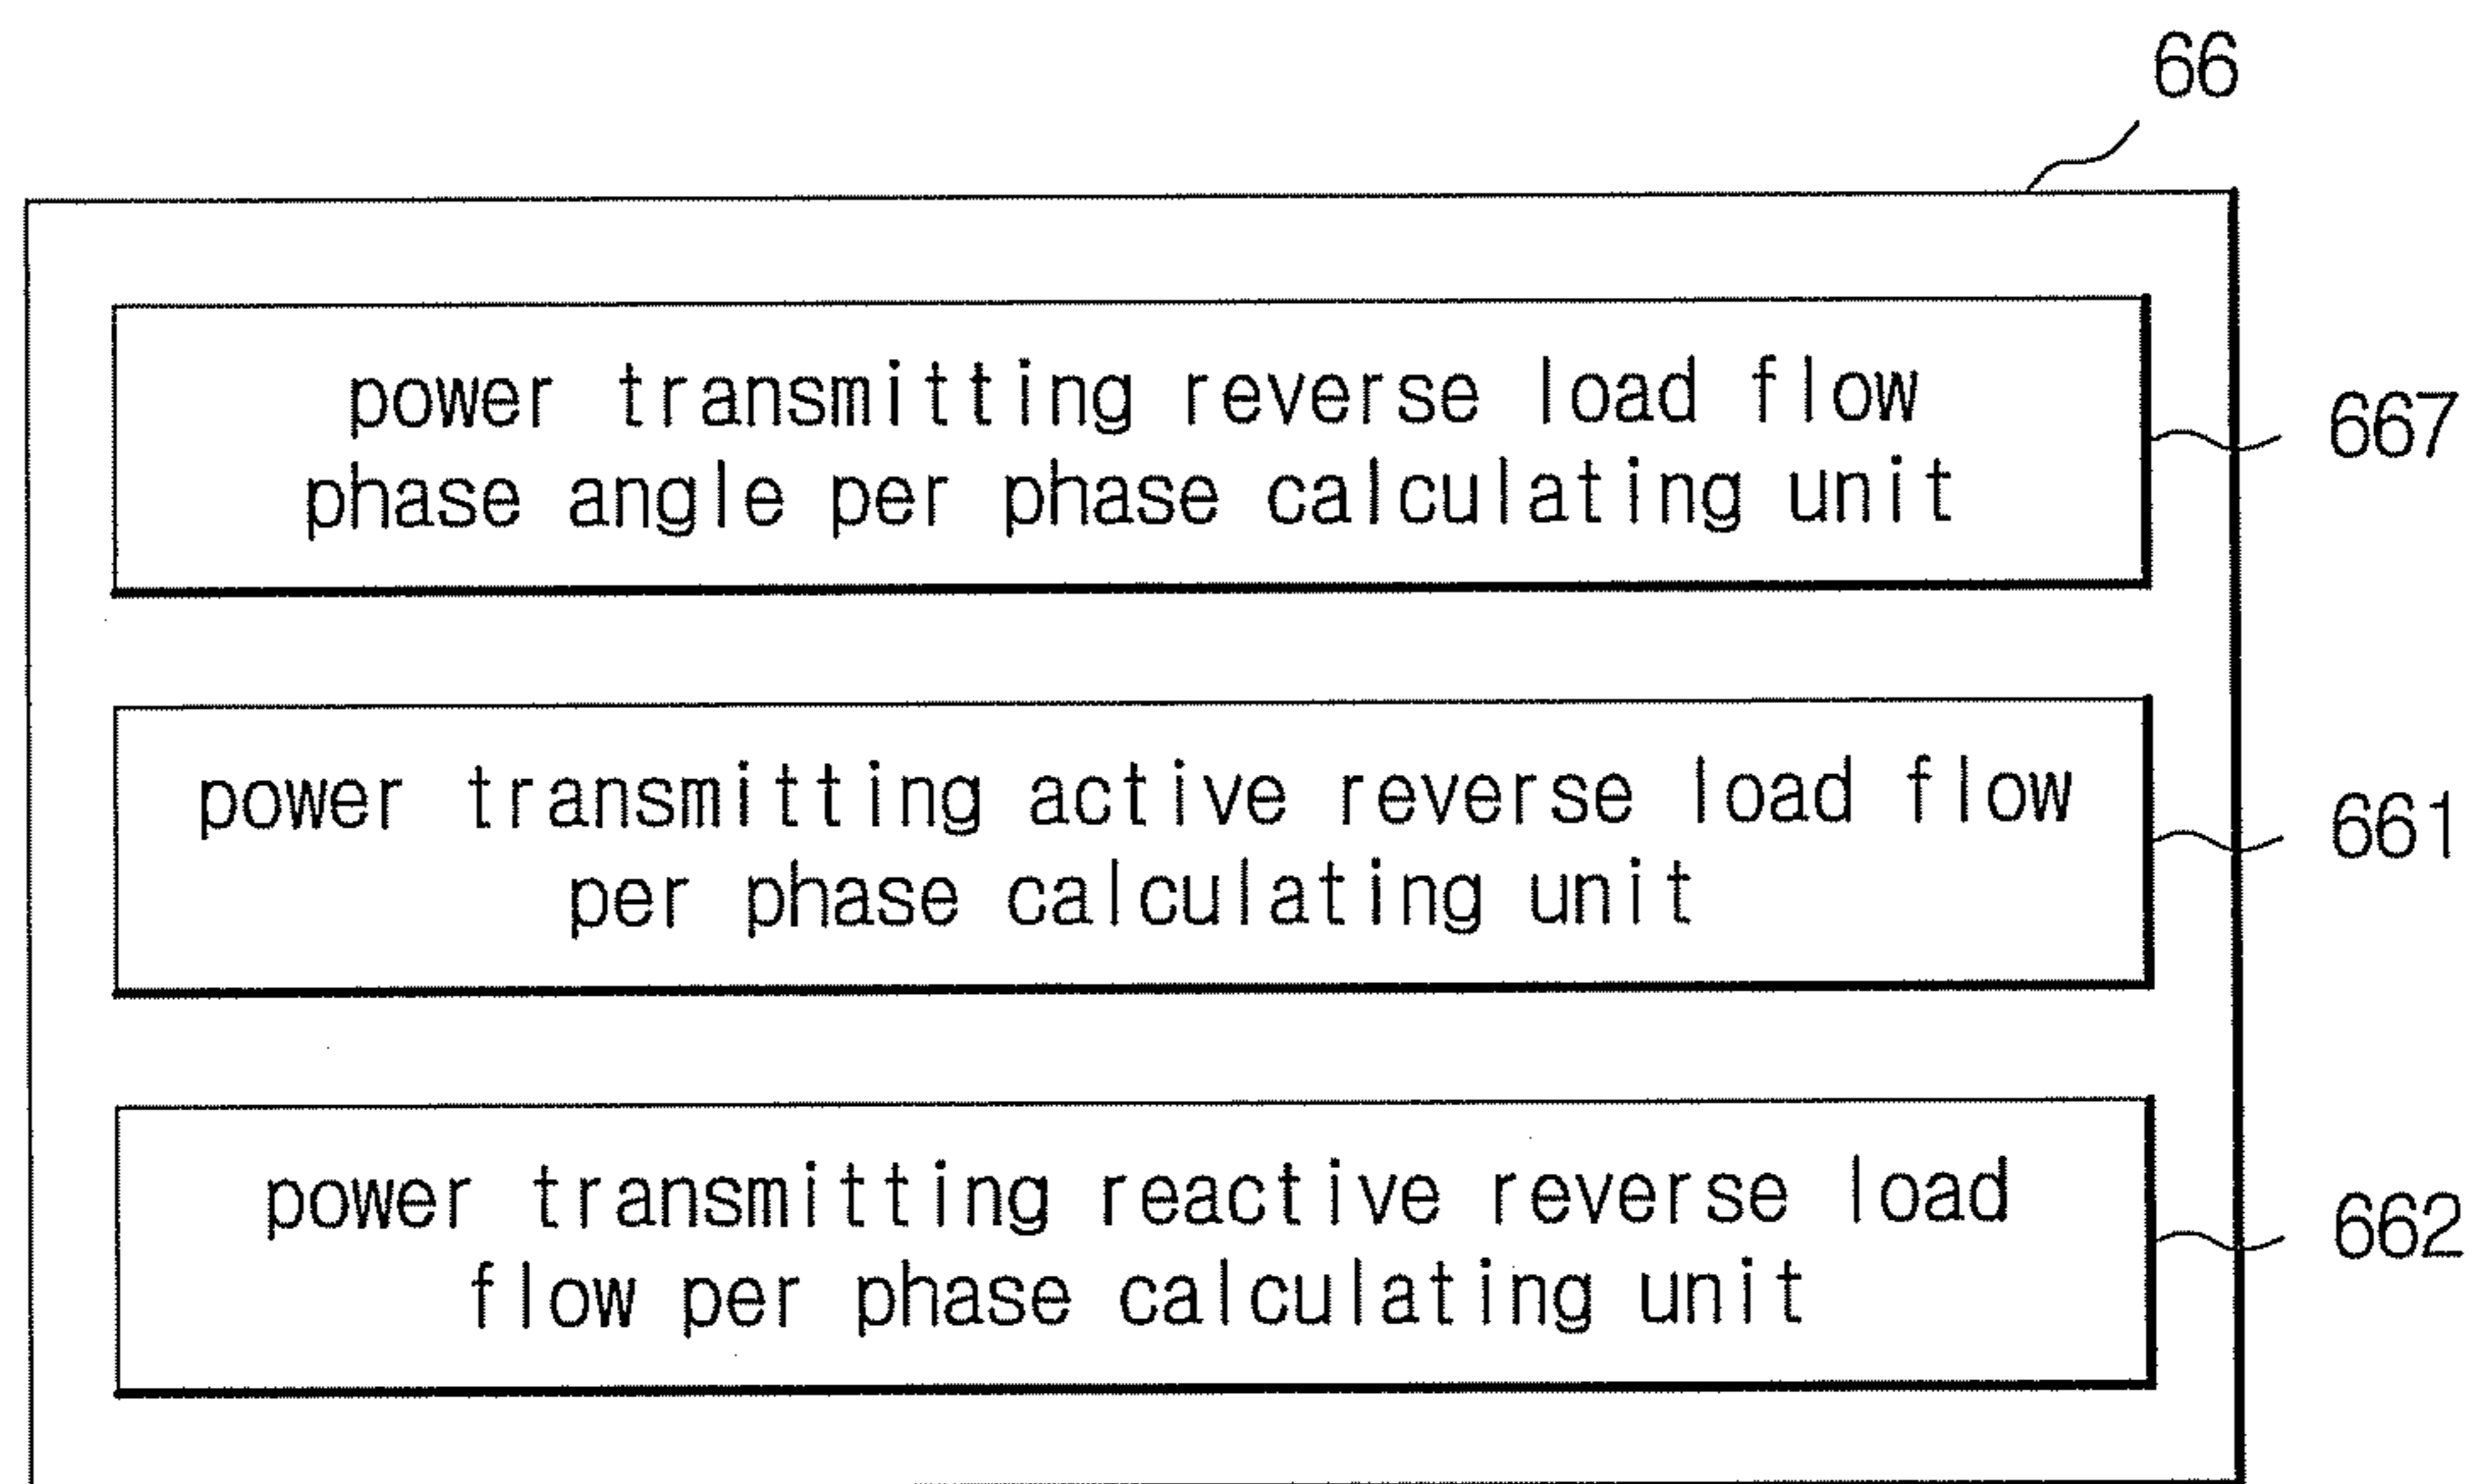 66
power transmitting reverse load flow
phase angle per phase calculating unit
667
power transmitting active reverse load flow
per phase calculating unit
661
power transmitting reactive reverse load
flow per phase calculating unit
662